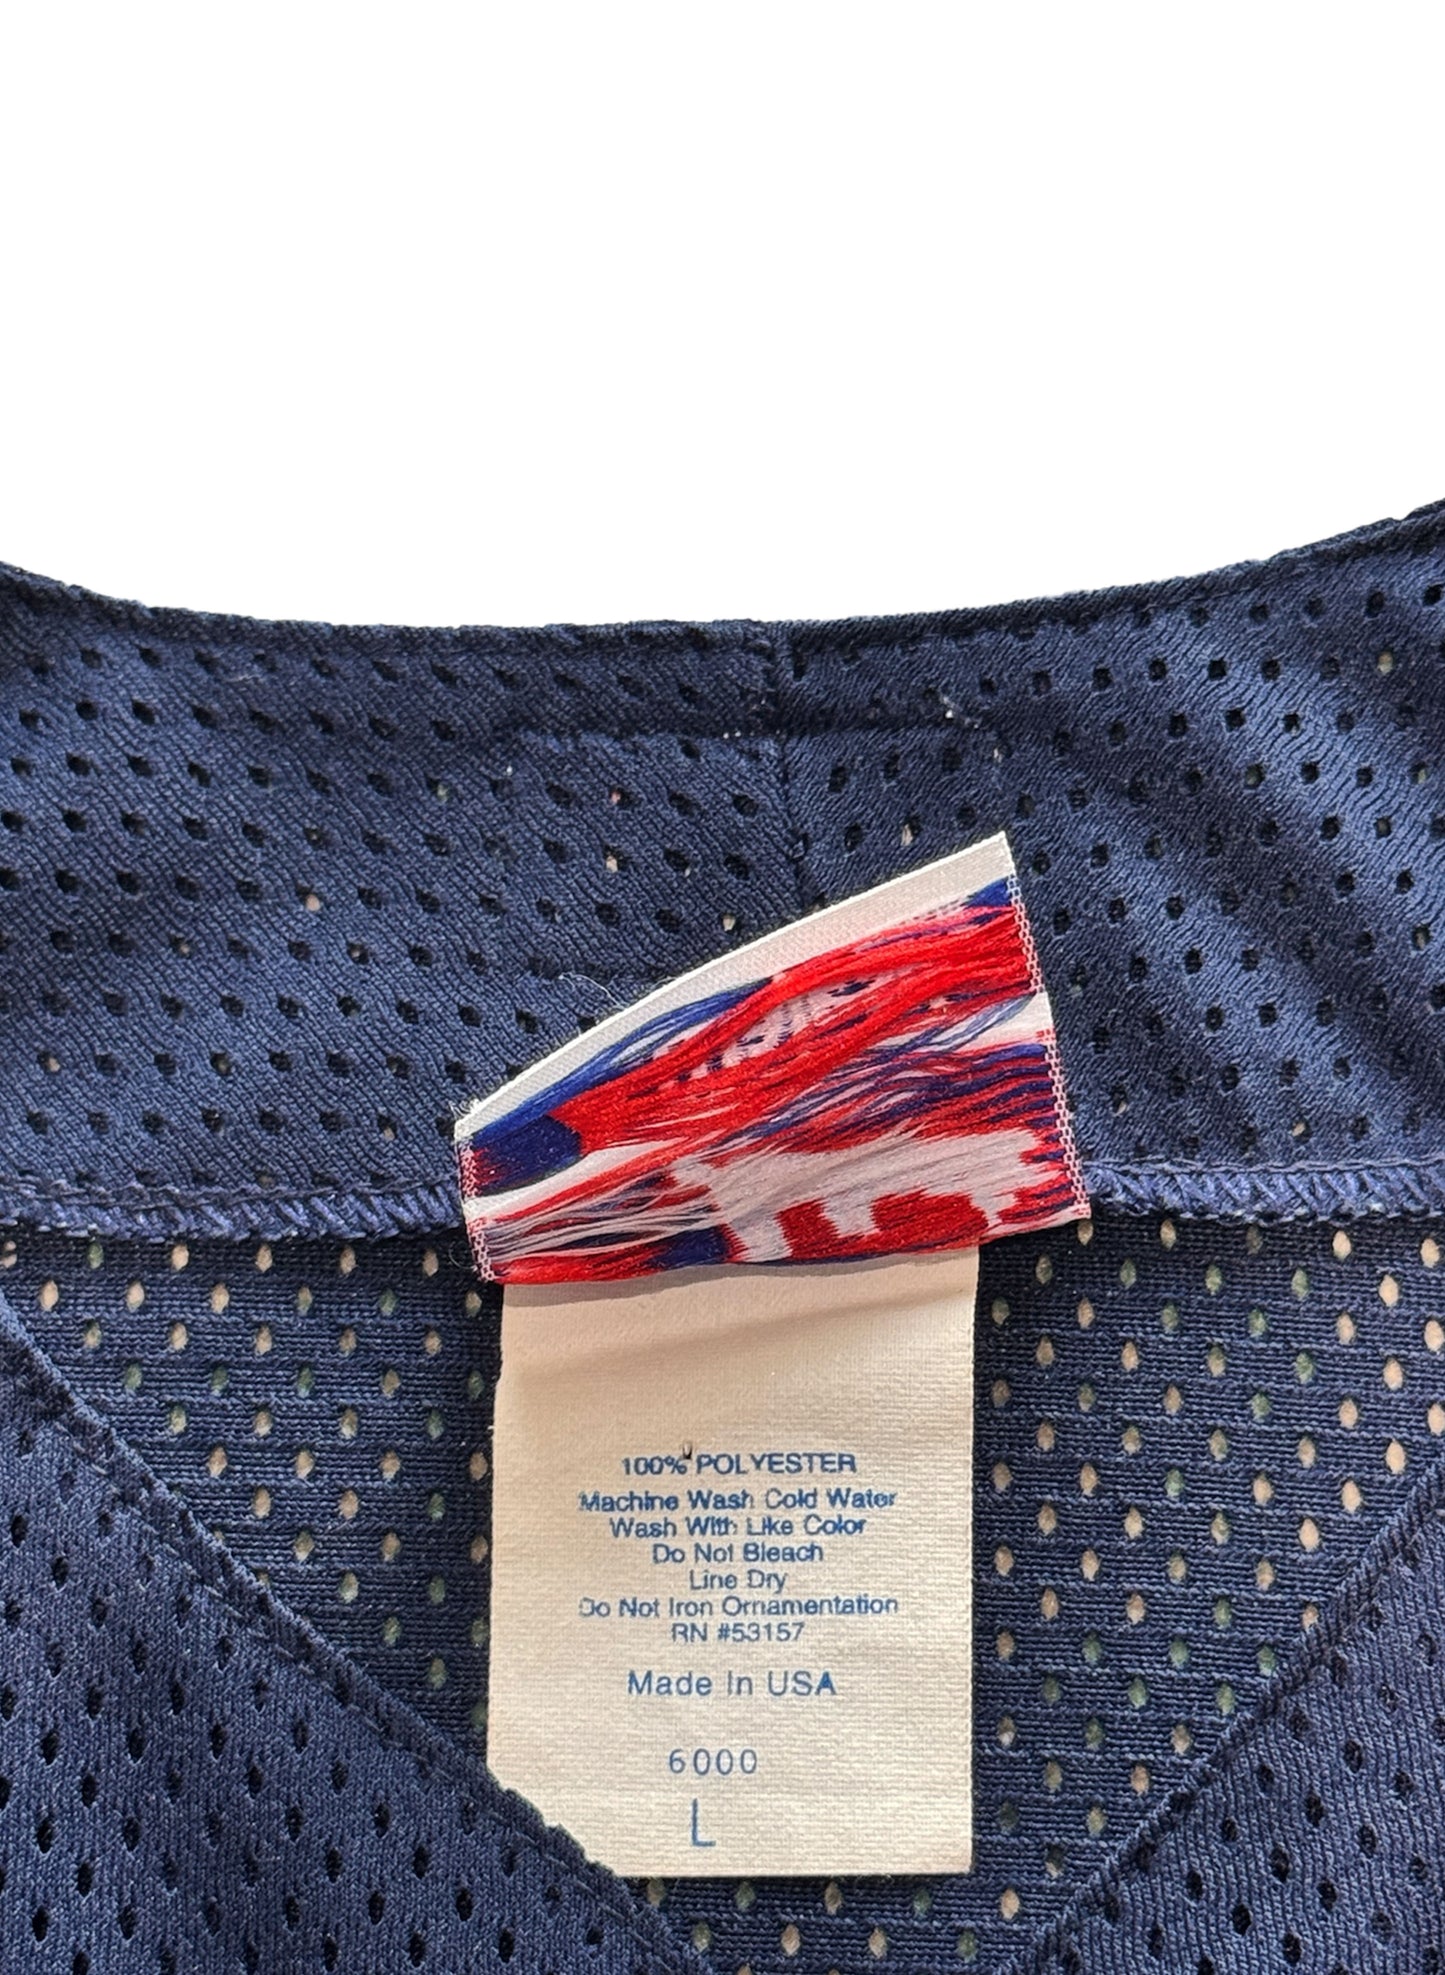 100% POLYESTER
Machine Wash Cold Water
Wash With Like Color
Do Not Bleach
Line Dry
Do Not Iron Ornamentation
RN #53157
Made In USA
6000
L